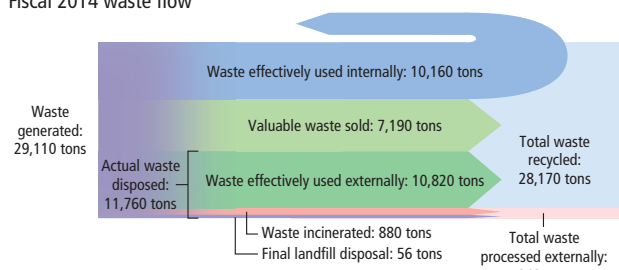 Fiscal 2014 waste flow
Waste effectively used internally: 10,160 tons
Waste
generated:
29,110 tons
Valuable waste sold: 7,190 tons
Actual waste
disposed:
11,760 tons
Waste effectively used externally: 10,820 tons
Total waste
recycled:
28,170 tons
Waste incinerated: 880 tons
Final landfill disposal: 56 tons
Total waste
processed externally: